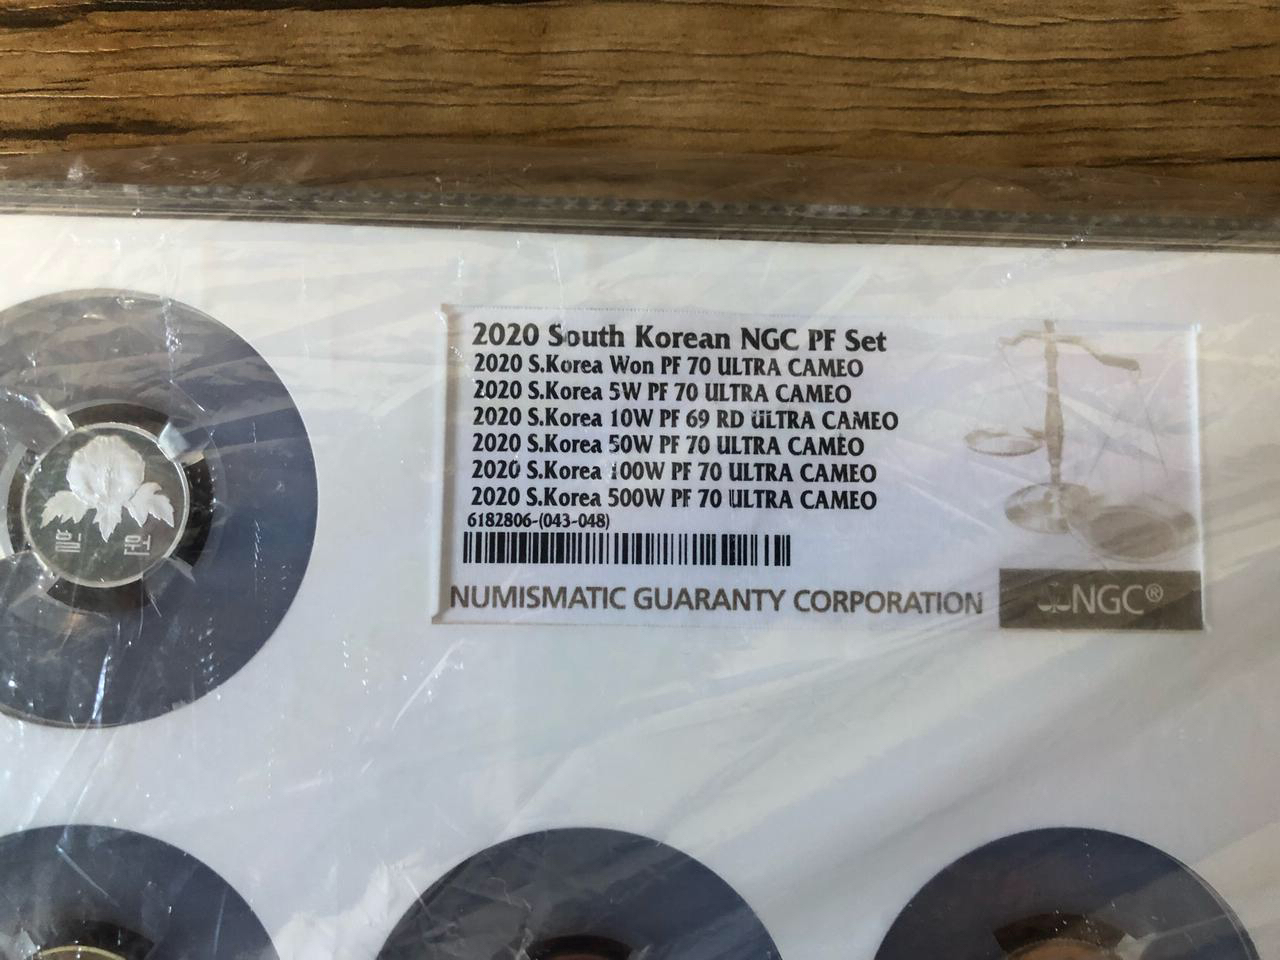 2020 South Korean NGC PF Set
2020 S.Korea Won PF 70 ULTRA CAMEO
2020 S.Korea 5W PF 70 ULTRA CAMEO
2020 S.Korea 10W PF 69 RD ULTRA CAMEO
2020 S.Korea 50W PF 70 ULTRA CAMEO
2020 S.Korea 100W PF 70 ULTRA CAMEO
2020 S.Korea 500W PF 70 ULTRA CAMEO
6182806-(043-048)
NUMISMATIC GUARANTY CORPORATION
NGC®
일 원